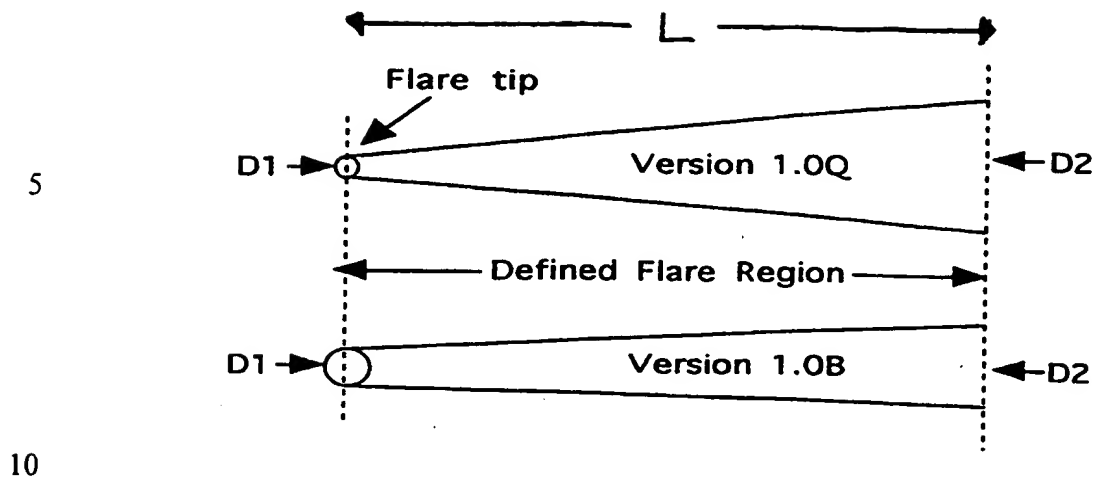 L
Flare tip
D1 Version 1.0Q D2
5
Defined Flare Region
D1 Version 1.0B D2
10